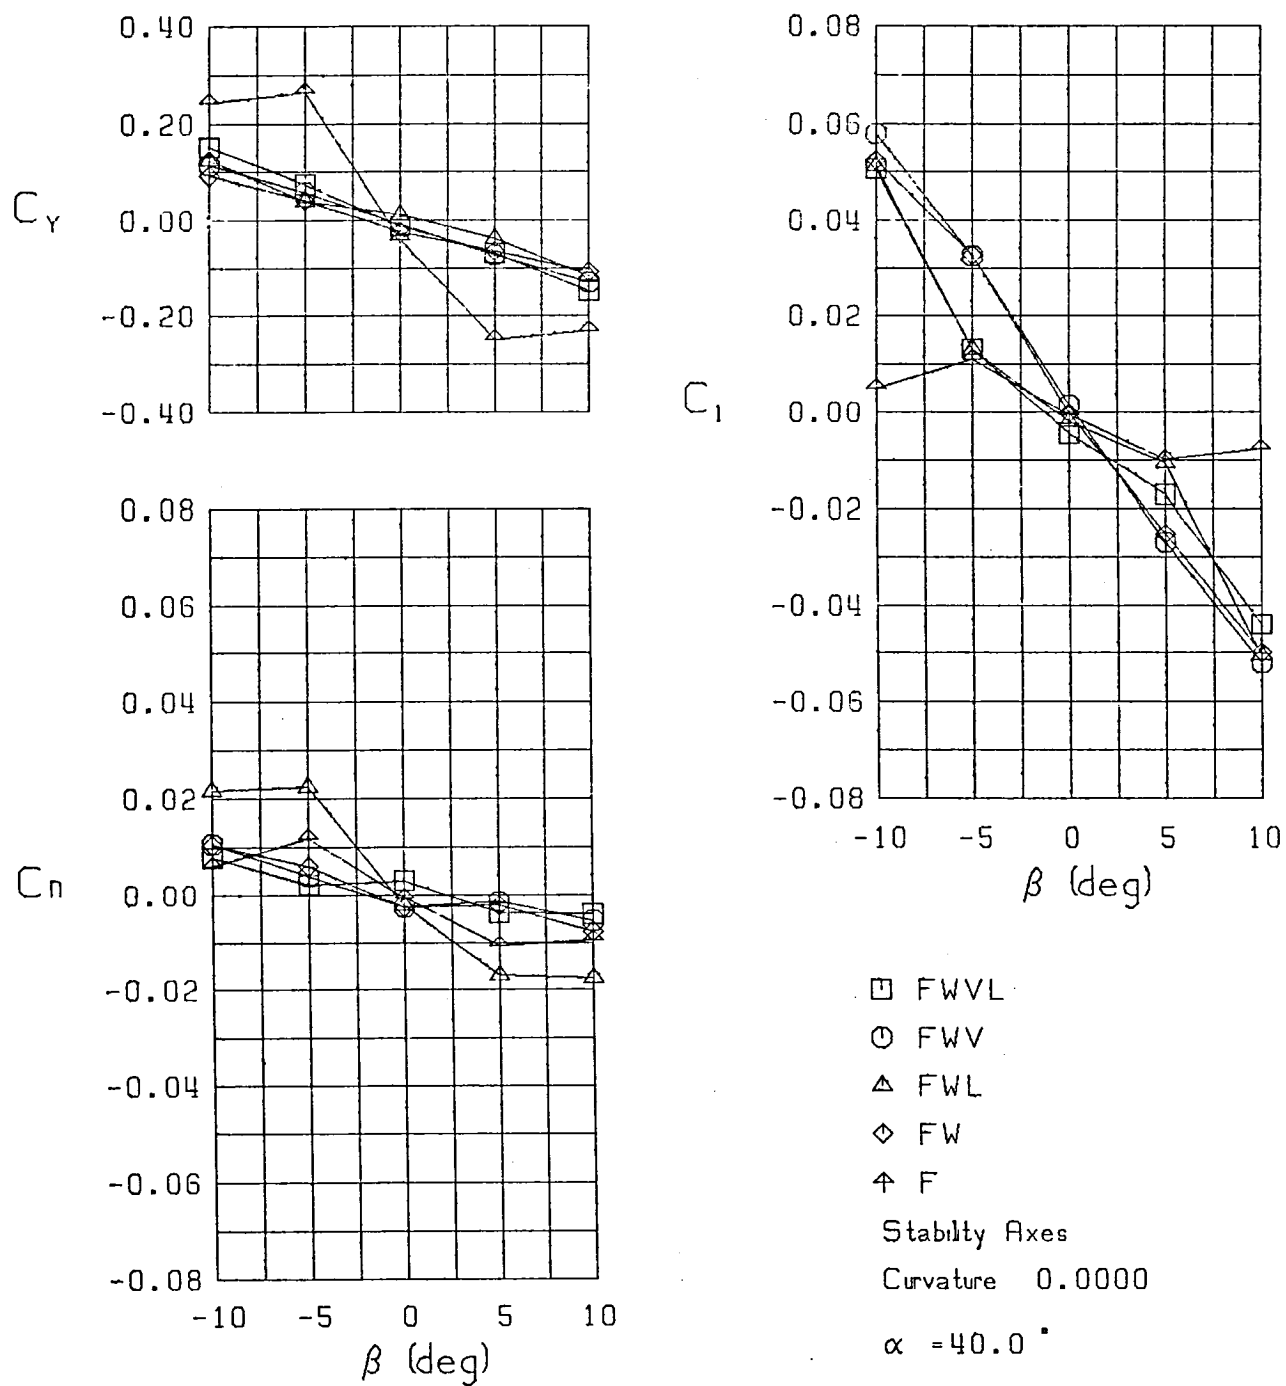 0.40
0.20
0.00
-0.20
-0.40
C_Y
0.08
0.06
0.04
0.02
0.00
-0.02
-0.04
-0.06
-0.08
Cn
-10 -5 0 5 10
β (deg)
0.08
0.06
0.04
0.02
0.00
-0.02
-0.04
-0.06
-0.08
C_l
-10 -5 0 5 10
β (deg)
FWVL
FWV
FWL
FW
F
Stabilty Axes
Curvature 0.0000
α =40.0°